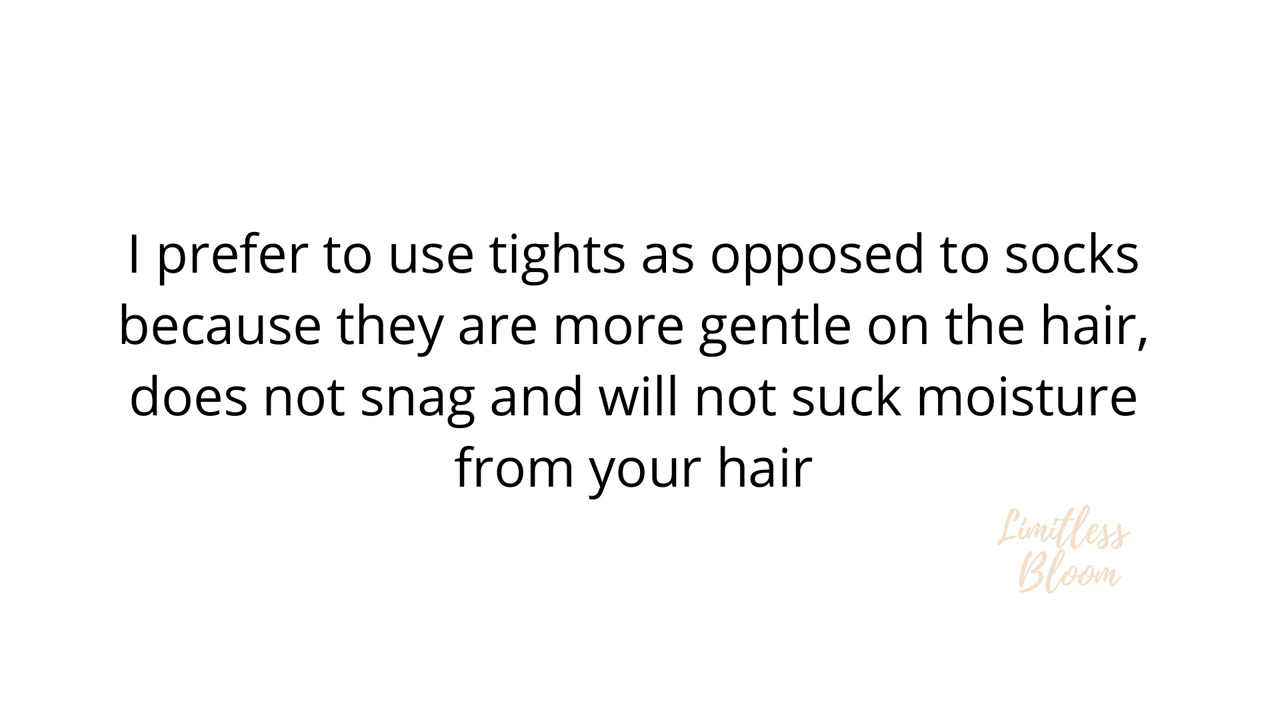 I prefer to use tights as opposed to socks
because they are more gentle on the hair,
does not snag and will not suck moisture
from your hair
Limitless
Bloom